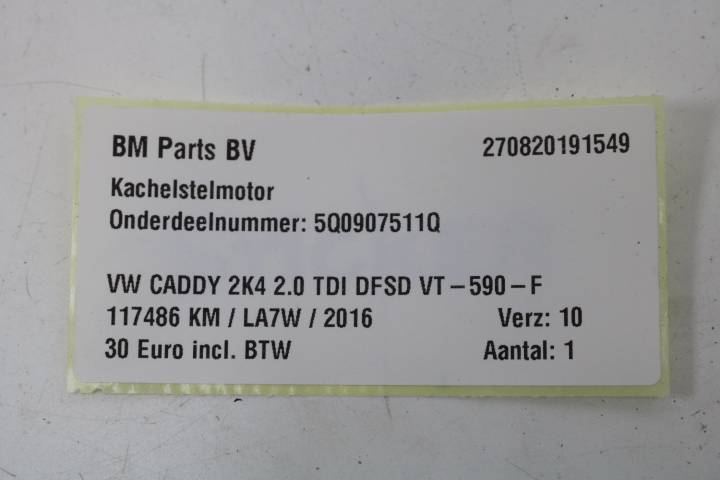 BM Parts BV 270820191549
Kachelstelmotor
Onderdeelnummer: 5Q0907511Q
VW CADDY 2K4 2.0 TDI DFSD VT-590-F
117486 KM / LA7W / 2016 Verz: 10
30 Euro incl. BTW Aantal: 1